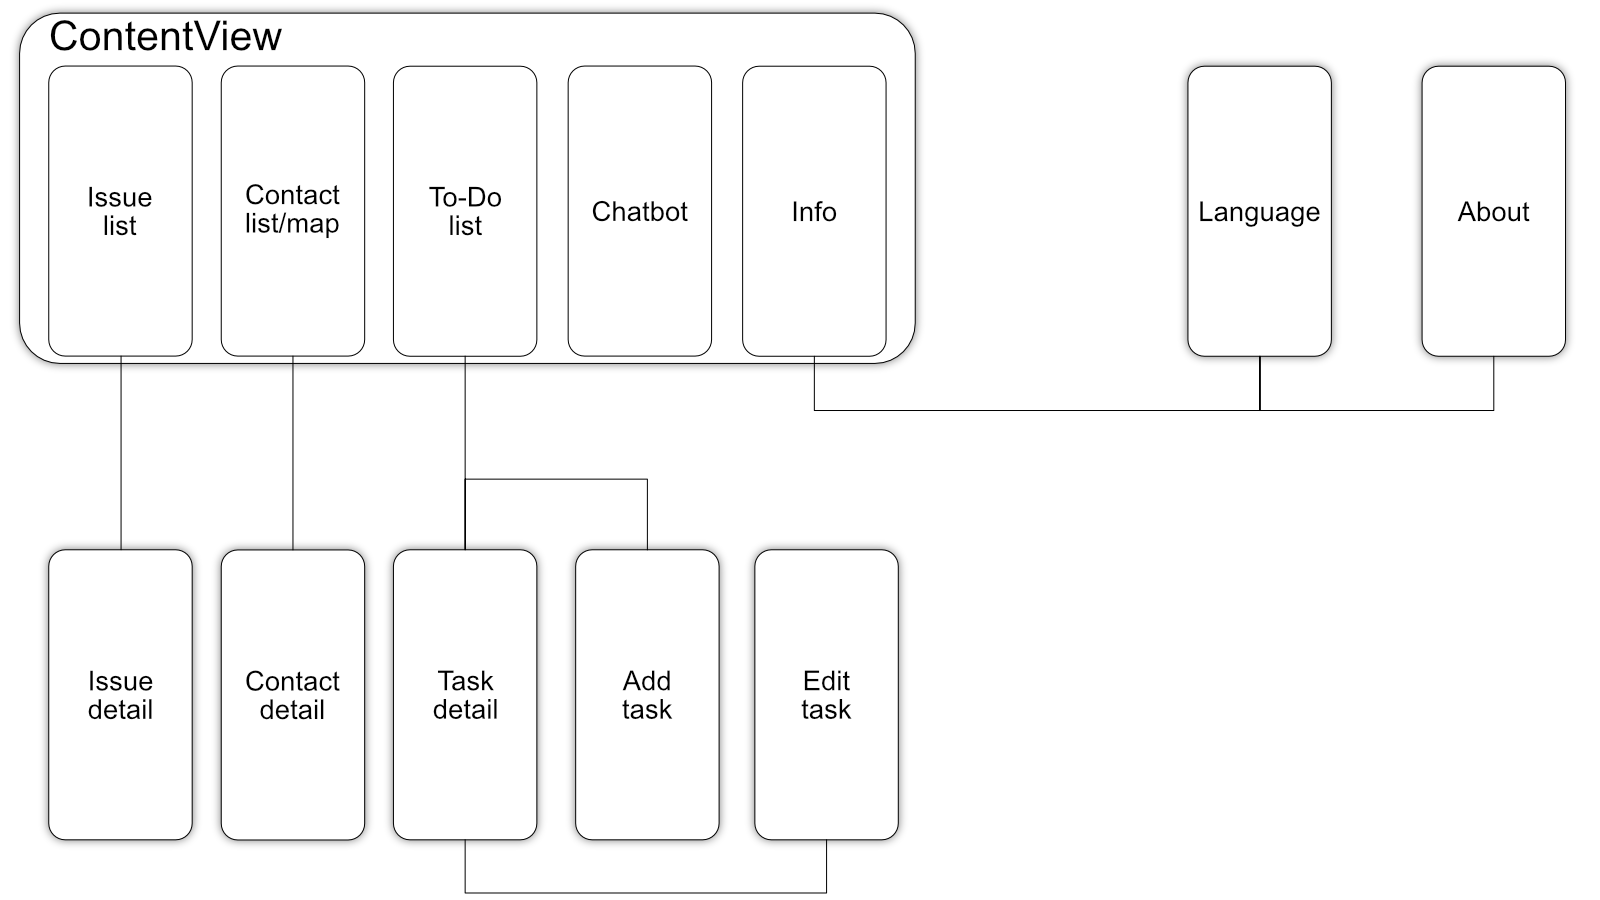 ContentView
Issue
list
Contact
list/map
To-Do
list
Chatbot
Info
Language
About
Issue
detail
Contact
detail
Task
detail
Add
task
Edit
task